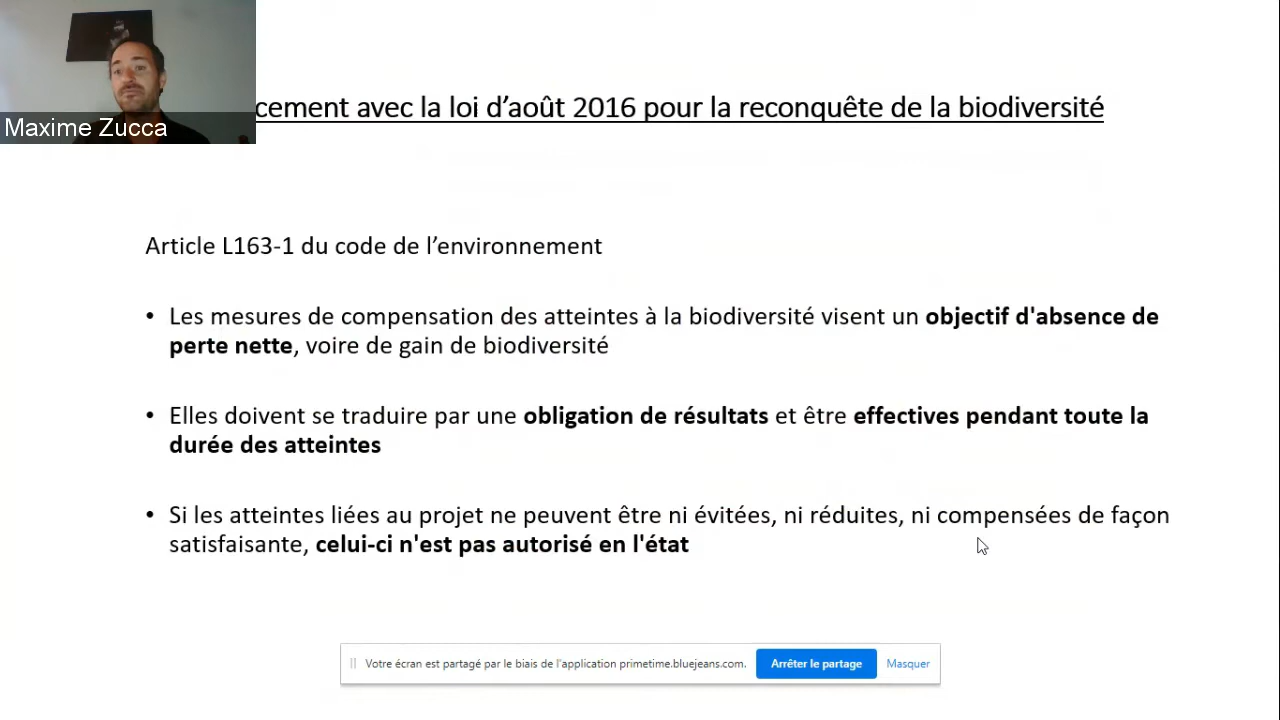 cement avec la loi d’août 2016 pour la reconquête de la biodiversité
Maxime Zucca
Article L163-1 du code de l’environnement
• Les mesures de compensation des atteintes à la biodiversité visent un objectif d'absence de
perte nette, voire de gain de biodiversité
• Elles doivent se traduire par une obligation de résultats et être effectives pendant toute la
durée des atteintes
• Si les atteintes liées au projet ne peuvent être ni évitées, ni réduites, ni compensées de façon
satisfaisante, celui-ci n'est pas autorisé en l'état
Votre écran est partagé par le biais de l'application primetime.bluejeans.com. Arrêter le partage Masquer